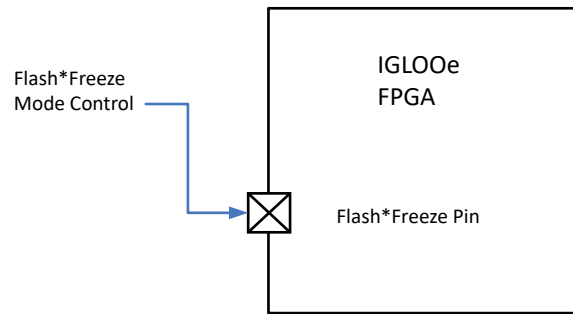 IGLOOe
FPGA
Flash*Freeze
Mode Control
Flash*Freeze Pin